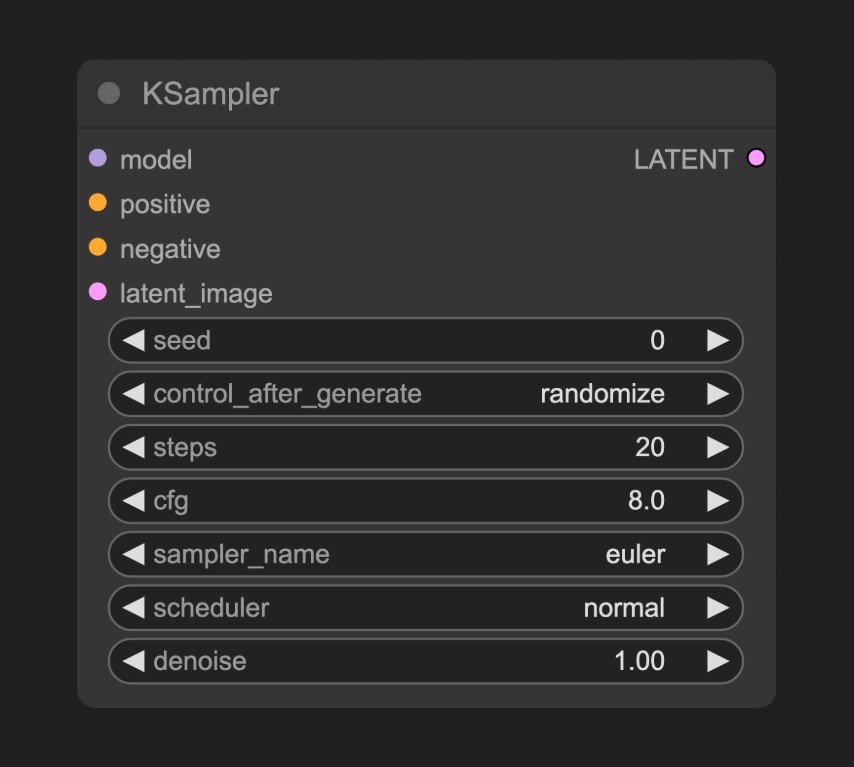 KSampler
model LATENT
positive
negative
latent_image
seed 0
control_after_generate randomize
steps 20
cfg 8.0
sampler_name euler
scheduler normal
denoise 1.00